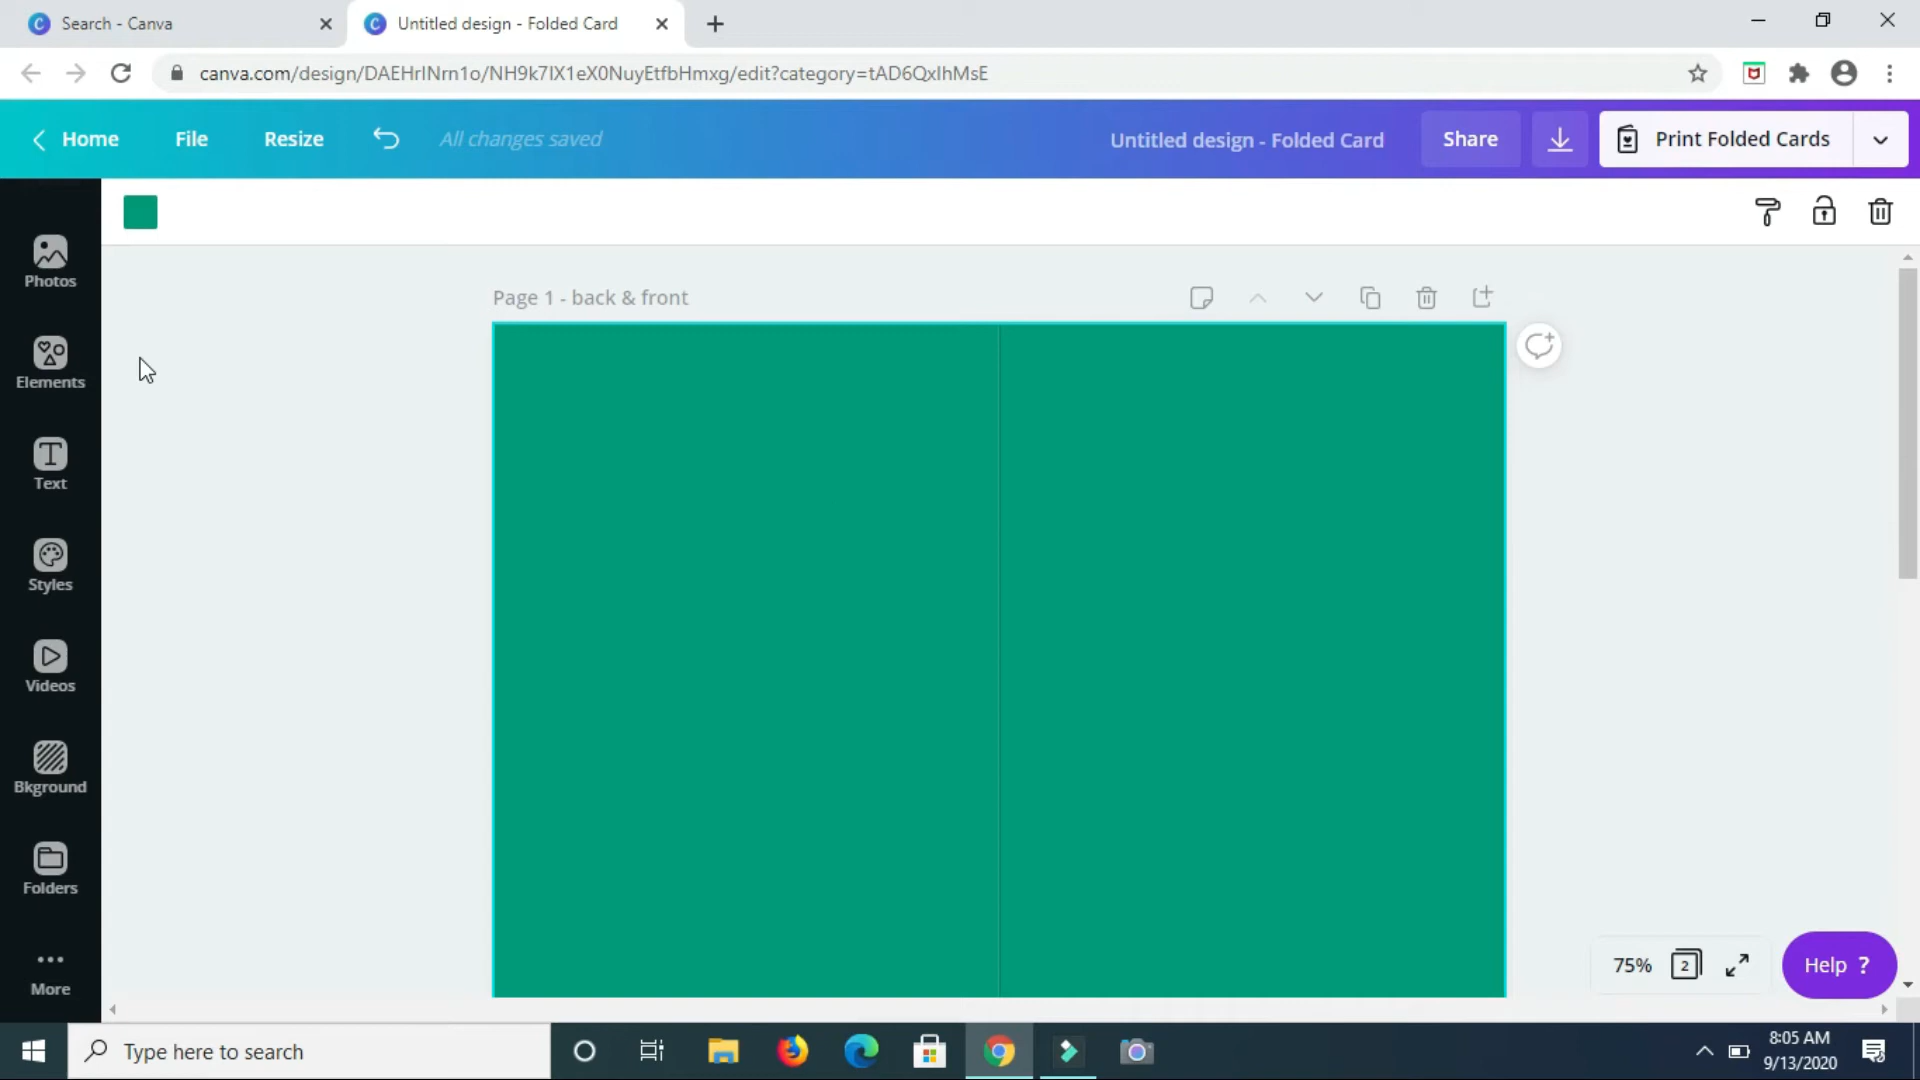 Search - Canva
Untitled design - Folded Card
canva.com/design/DAEHrINrn1o/NH9k7IX1eX0NuyEtfbHmxg/edit?category=tAD6QxIhMsE
Home
File
Resize
All changes saved
Untitled design - Folded Card
Share
Print Folded Cards
Photos
Elements
Text
Styles
Videos
Bkground
Folders
More
Page 1 - back & front
75%
2
Help ?
Type here to search
8:05 AM
9/13/2020